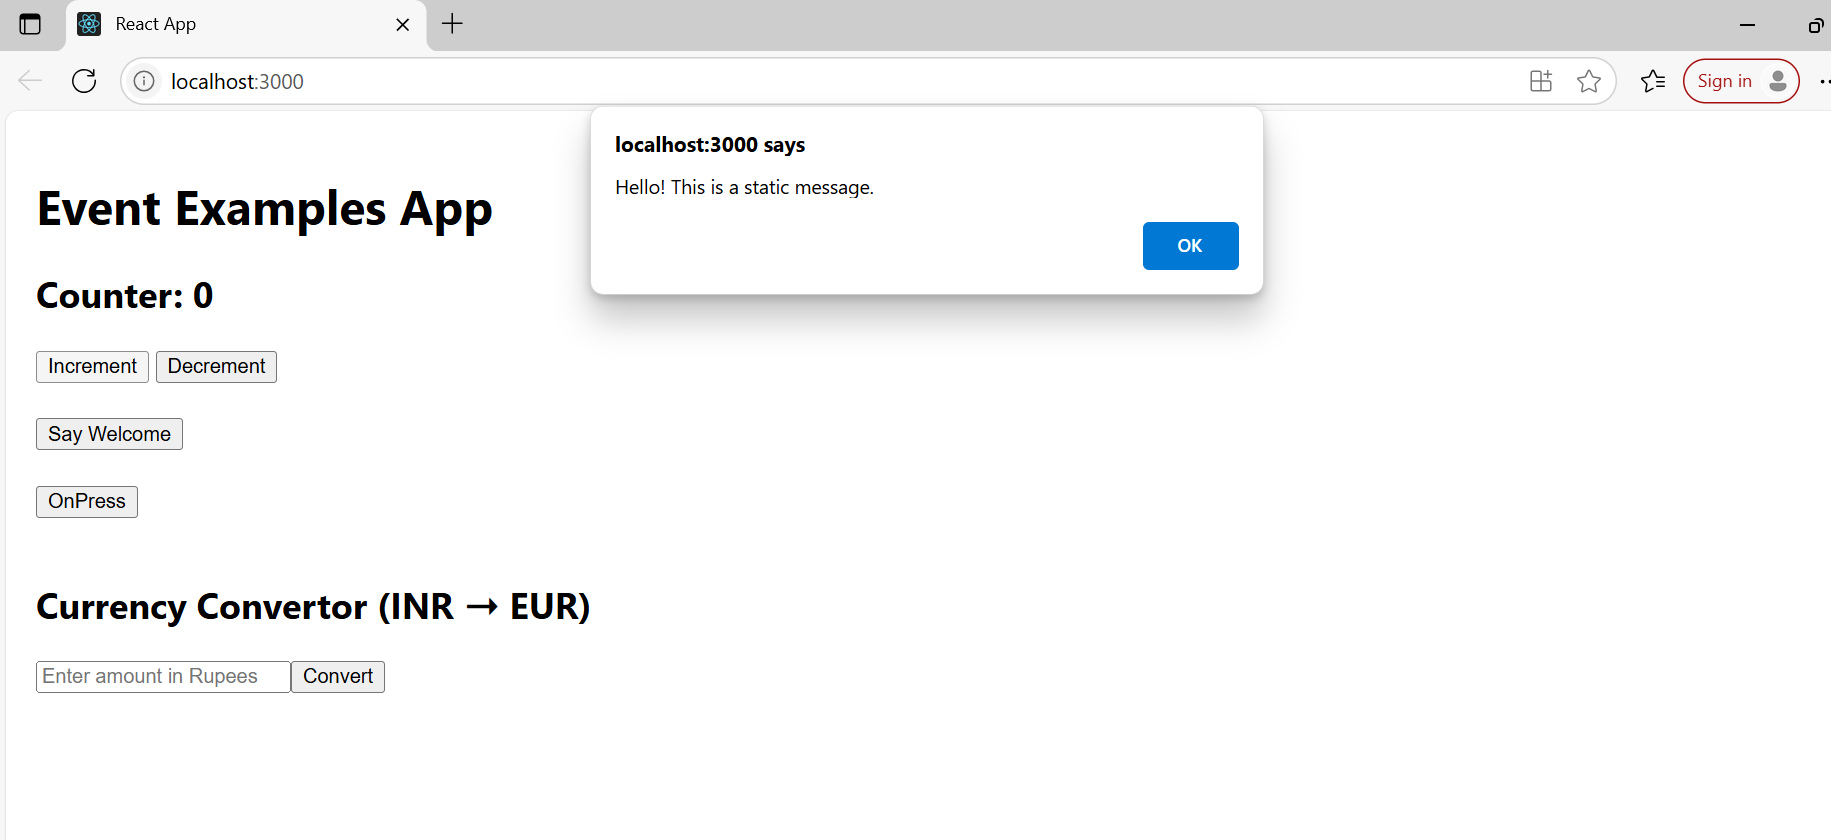 React App
localhost:3000
Sign in
localhost:3000 says
Hello! This is a static message.
OK
Event Examples App
Counter: 0
Increment Decrement
Say Welcome
OnPress
Currency Convertor (INR → EUR)
Enter amount in Rupees Convert